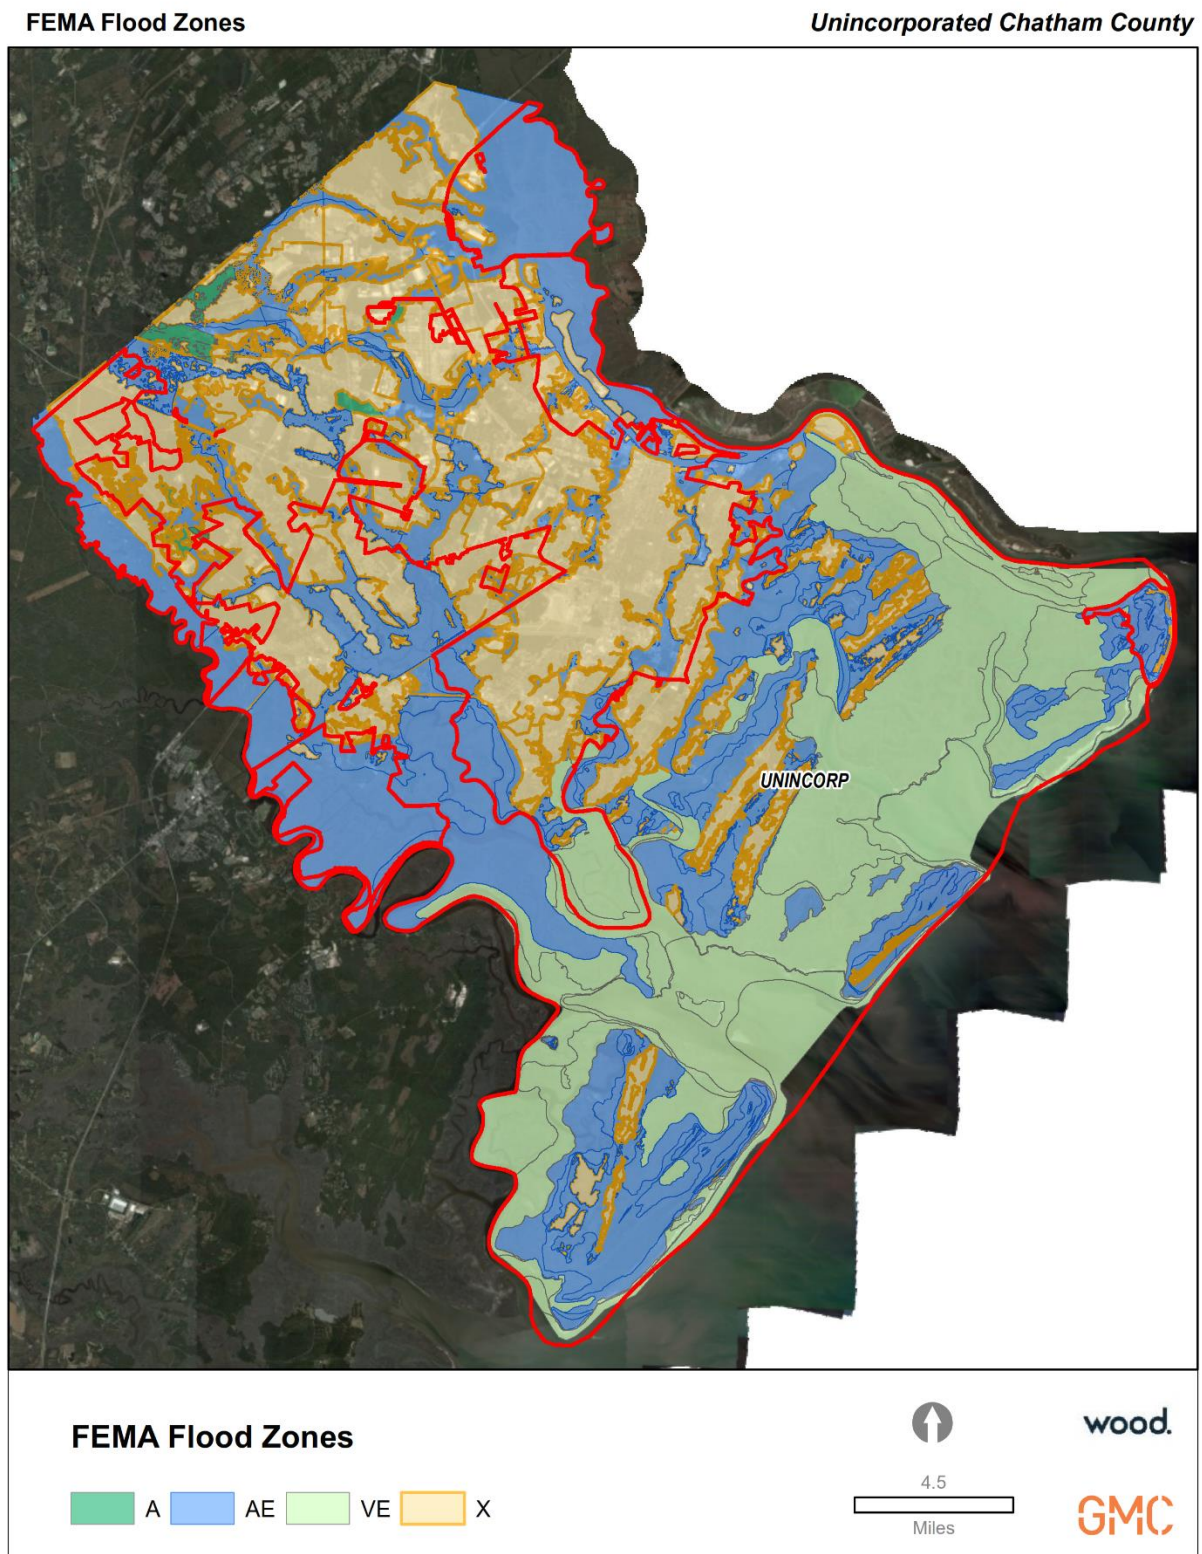 FEMA Flood Zones
Unincorporated Chatham County
UNINCORP
FEMA Flood Zones
A
AE
VE
X
4.5
Miles
wood.
GMC